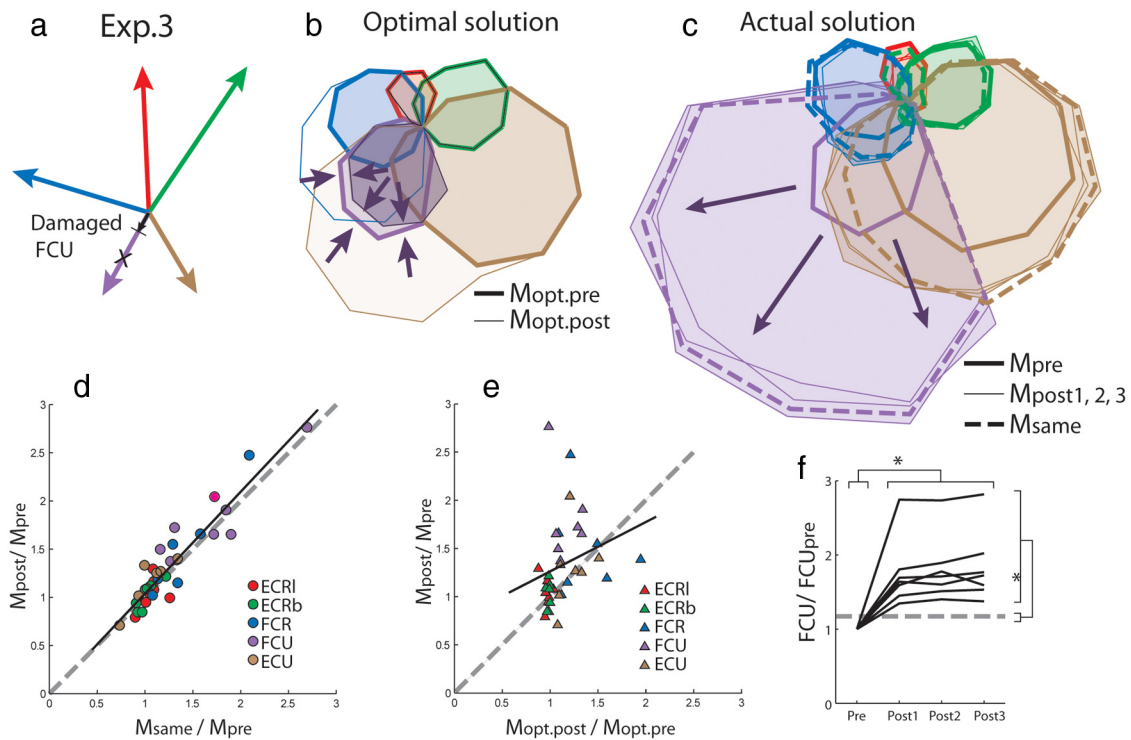 a
Exp.3
Damaged
FCU
b
Optimal solution
Mopt.pre
Mopt.post
c
Actual solution
Mpre
Mpost1, 2, 3
Msame
d
3
2.5
2
1.5
1
0.5
0
0.5
1
1.5
2
2.5
3
Mpost/ Mpre
Msame / Mpre
ECRl
ECRb
FCR
FCU
ECU
e
3
2.5
2
1.5
1
0.5
0
0.5
1
1.5
2
2.5
3
Mpost/ Mpre
Mopt.post / Mopt.pre
ECRl
ECRb
FCR
FCU
ECU
f
*
3
2
1
0
FCU/ FCUpre
*
Pre
Post1
Post2
Post3